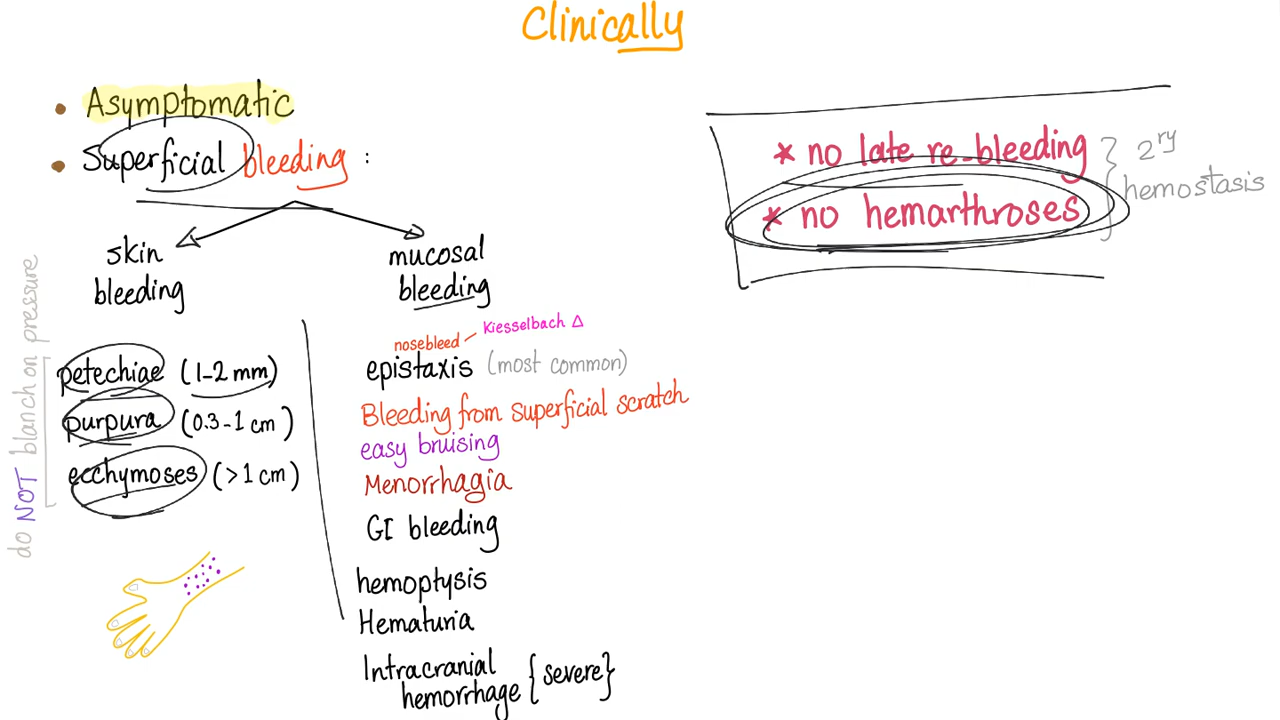 Clinically
• Asymptomatic
• Superficial bleeding :
skin
bleeding
do NOT blanch on pressure
petechiae (1-2 mm)
purpura (0.3-1 cm)
ecchymoses (>1 cm)
mucosal
bleeding
nosebleed
Kiesselbach Δ
epistaxis (most common)
Bleeding from superficial scratch
easy bruising
Menorrhagia
GI bleeding
hemoptysis
Hematuria
Intracranial
hemorrhage {severe}
* no late re-bleeding
* no hemarthroses
2ry
hemostasis